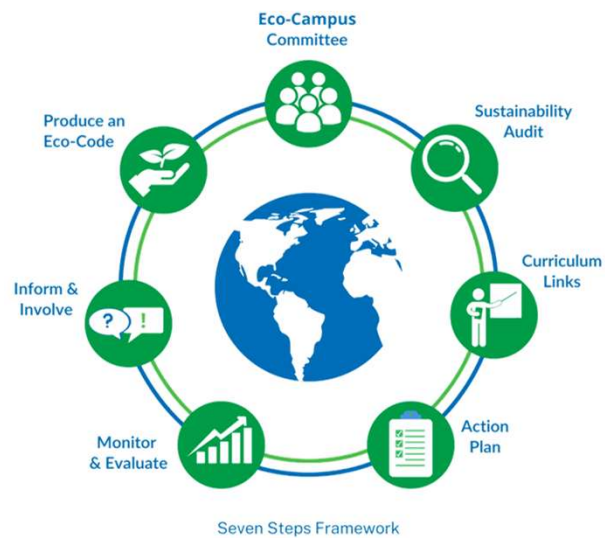 Eco-Campus
Committee
Sustainability
Audit
Curriculum
Links
Action
Plan
Monitor
& Evaluate
Inform &
Involve
?
!
Produce an
Eco-Code
Seven Steps Framework